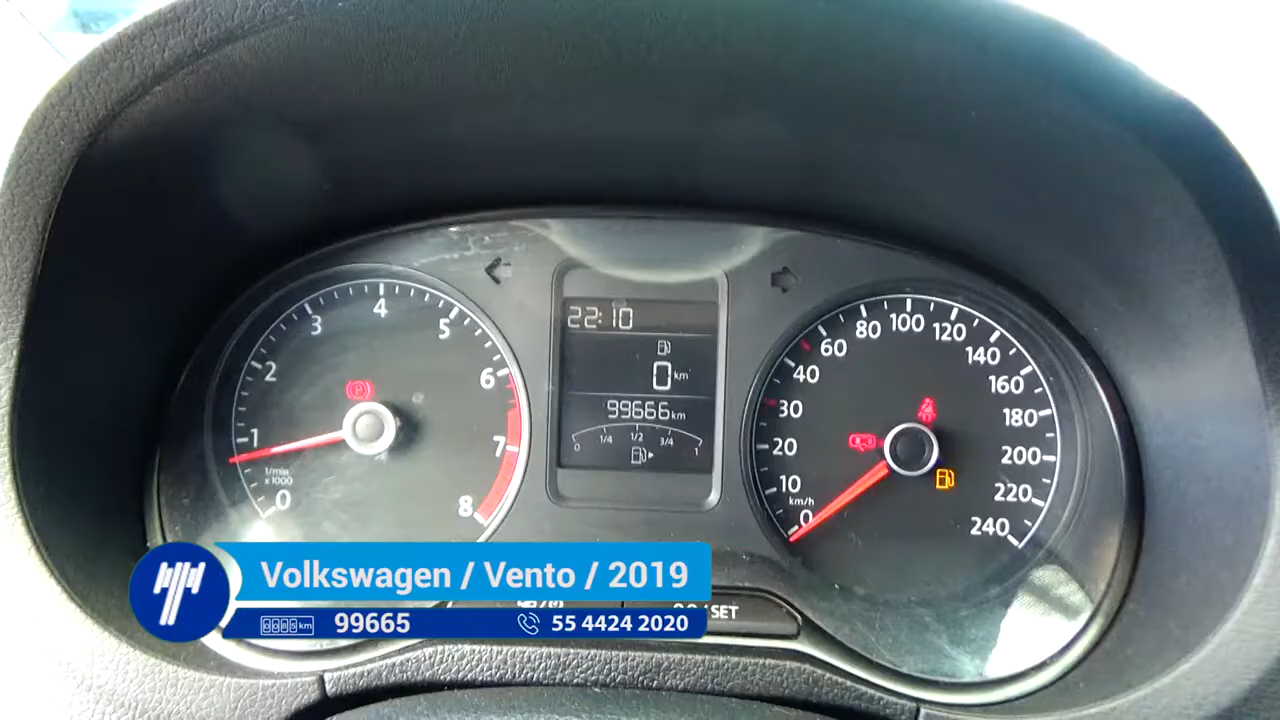 22:10
0 km
99666 km
0 1/4 1/2 3/4 1
0 1 2 3 4 5 6 7 8
1/min
x 1000
P
0 10 20 30 40 60 80 100 120 140 160 180 200 220 240
km/h
/SET
Volkswagen / Vento / 2019
km 99665 55 4424 2020